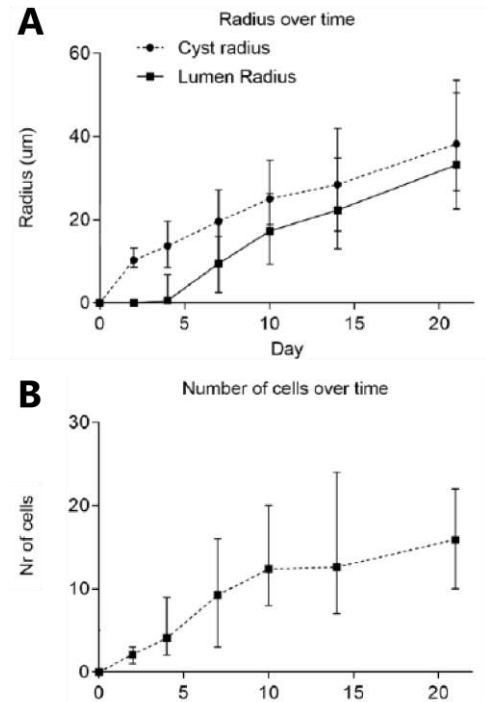 A
Radius over time
Cyst radius
Lumen Radius
Radius (um)
60
40
20
0
0 5 10 15 20
Day
B
Number of cells over time
Nr of cells
30
20
10
0
0 5 10 15 20